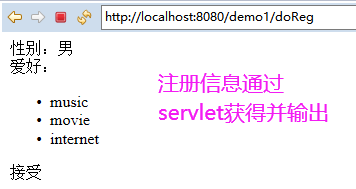 http://localhost:8080/demo1/doReg
性别：男
爱好：
• music
• movie
• internet
注册信息通过
servlet获得并输出
接受